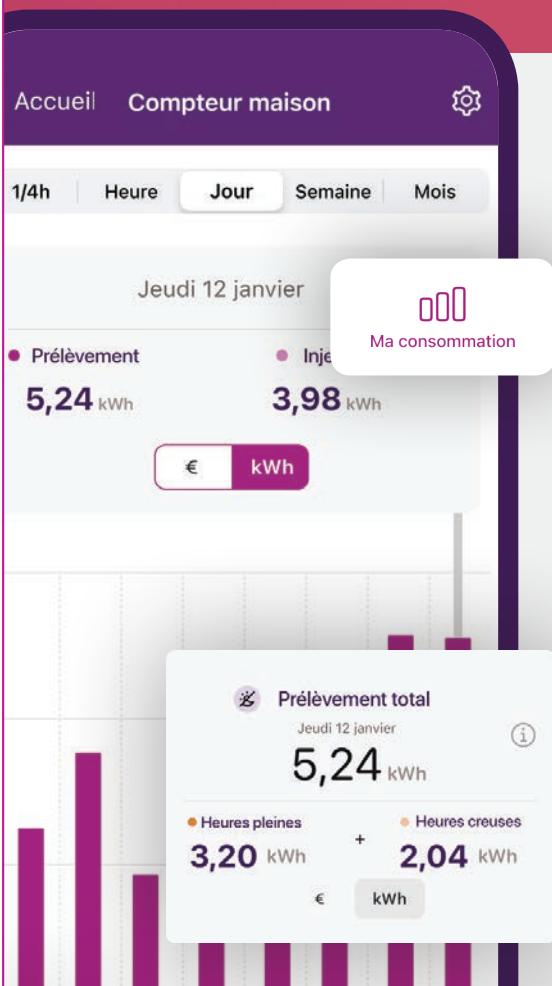 Accueil Compteur maison
1/4h Heure Jour Semaine Mois
Jeudi 12 janvier
Ma consommation
Prélèvement
5,24 kWh
3,98 kWh
€ kWh
Prélèvement total
Jeudi 12 janvier
5,24 kWh
Heures pleines + Heures creuses
3,20 kWh 2,04 kWh
€ kWh